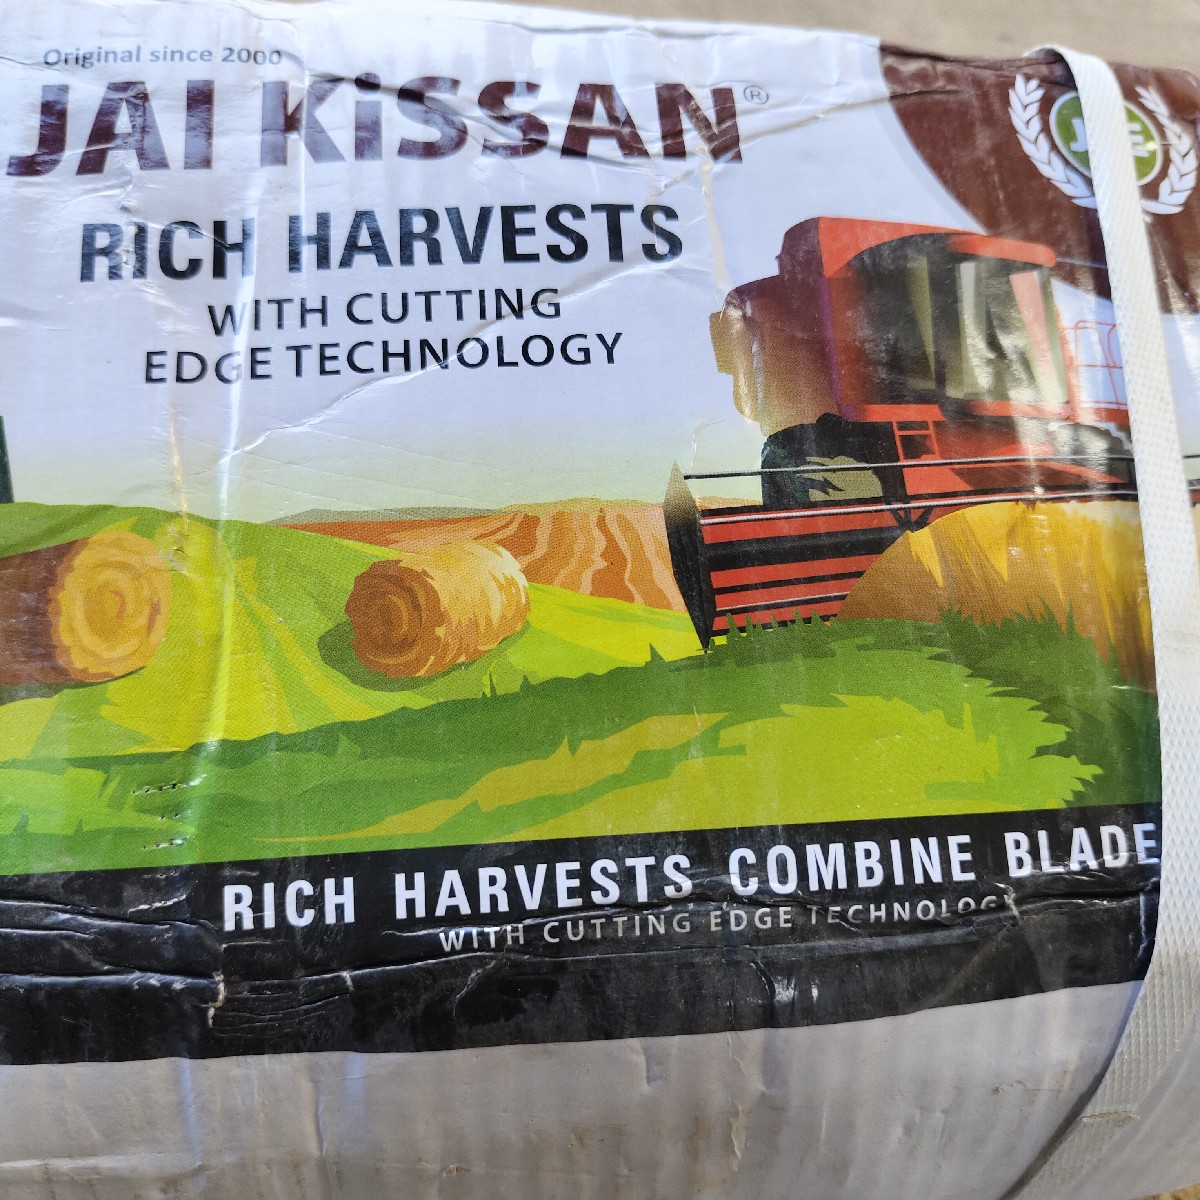 Original since 2000
JAI KiSSAN®
RICH HARVESTS
WITH CUTTING
EDGE TECHNOLOGY
RICH HARVESTS COMBINE BLADE
WITH CUTTING EDGE TECHNOLOGY